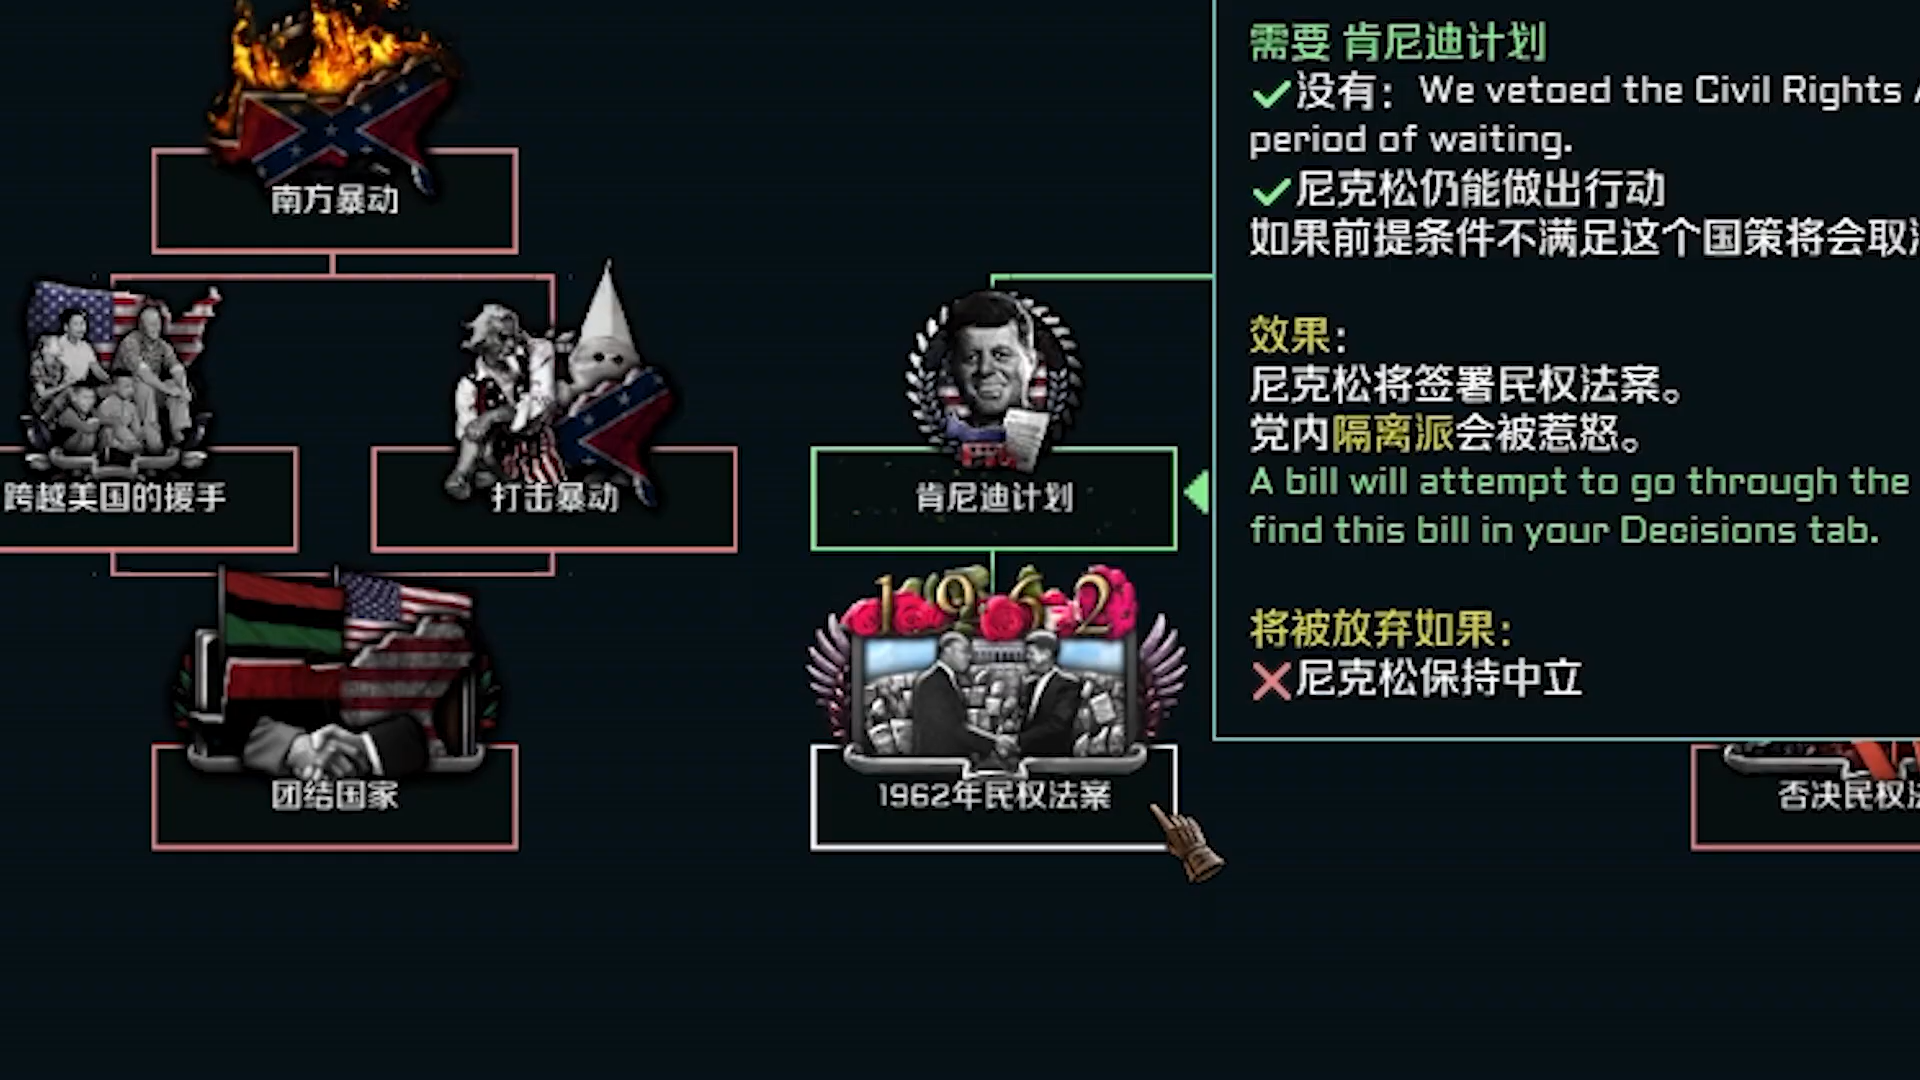 南方暴动
跨越美国的援手
打击暴动
肯尼迪计划
团结国家
1962
1962年民权法案
否决民权法
需要 肯尼迪计划
没有：We vetoed the Civil Rights
period of waiting.
尼克松仍能做出行动
如果前提条件不满足这个国策将会取
效果：
尼克松将签署民权法案。
党内隔离派会被惹怒。
A bill will attempt to go through the
find this bill in your Decisions tab.
将被放弃如果：
尼克松保持中立